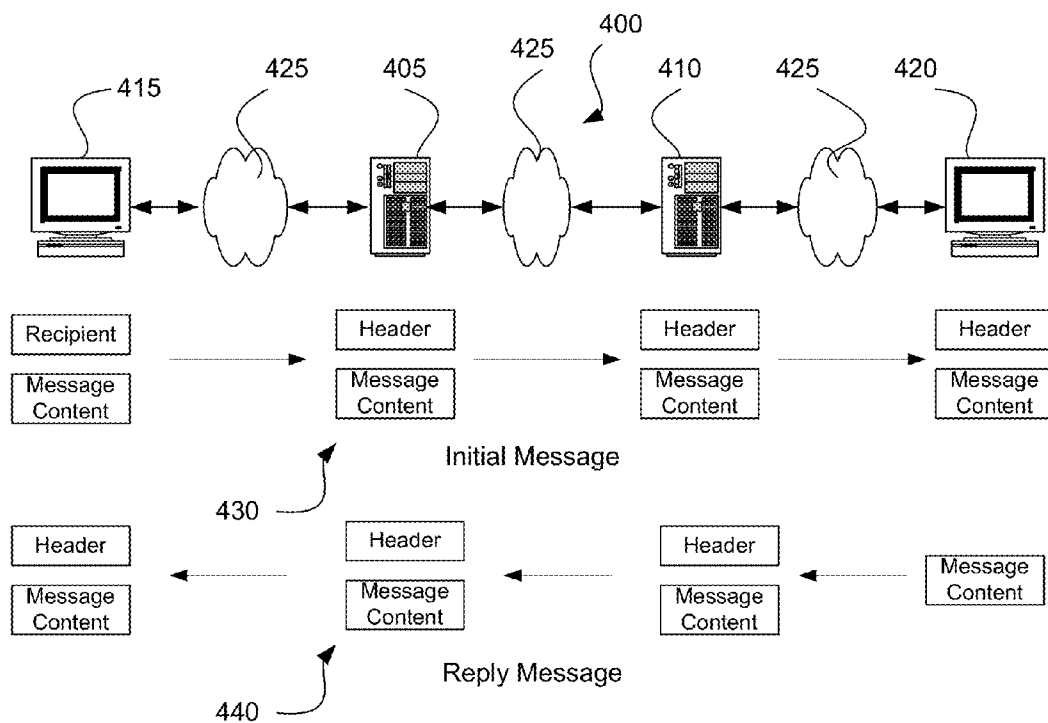 400
415
425
405
425
410
425
420
Recipient
Message
Content
Header
Message
Content
Header
Message
Content
Header
Message
Content
Initial Message
430
Header
Message
Content
Header
Message
Content
Header
Message
Content
Message
Content
Reply Message
440